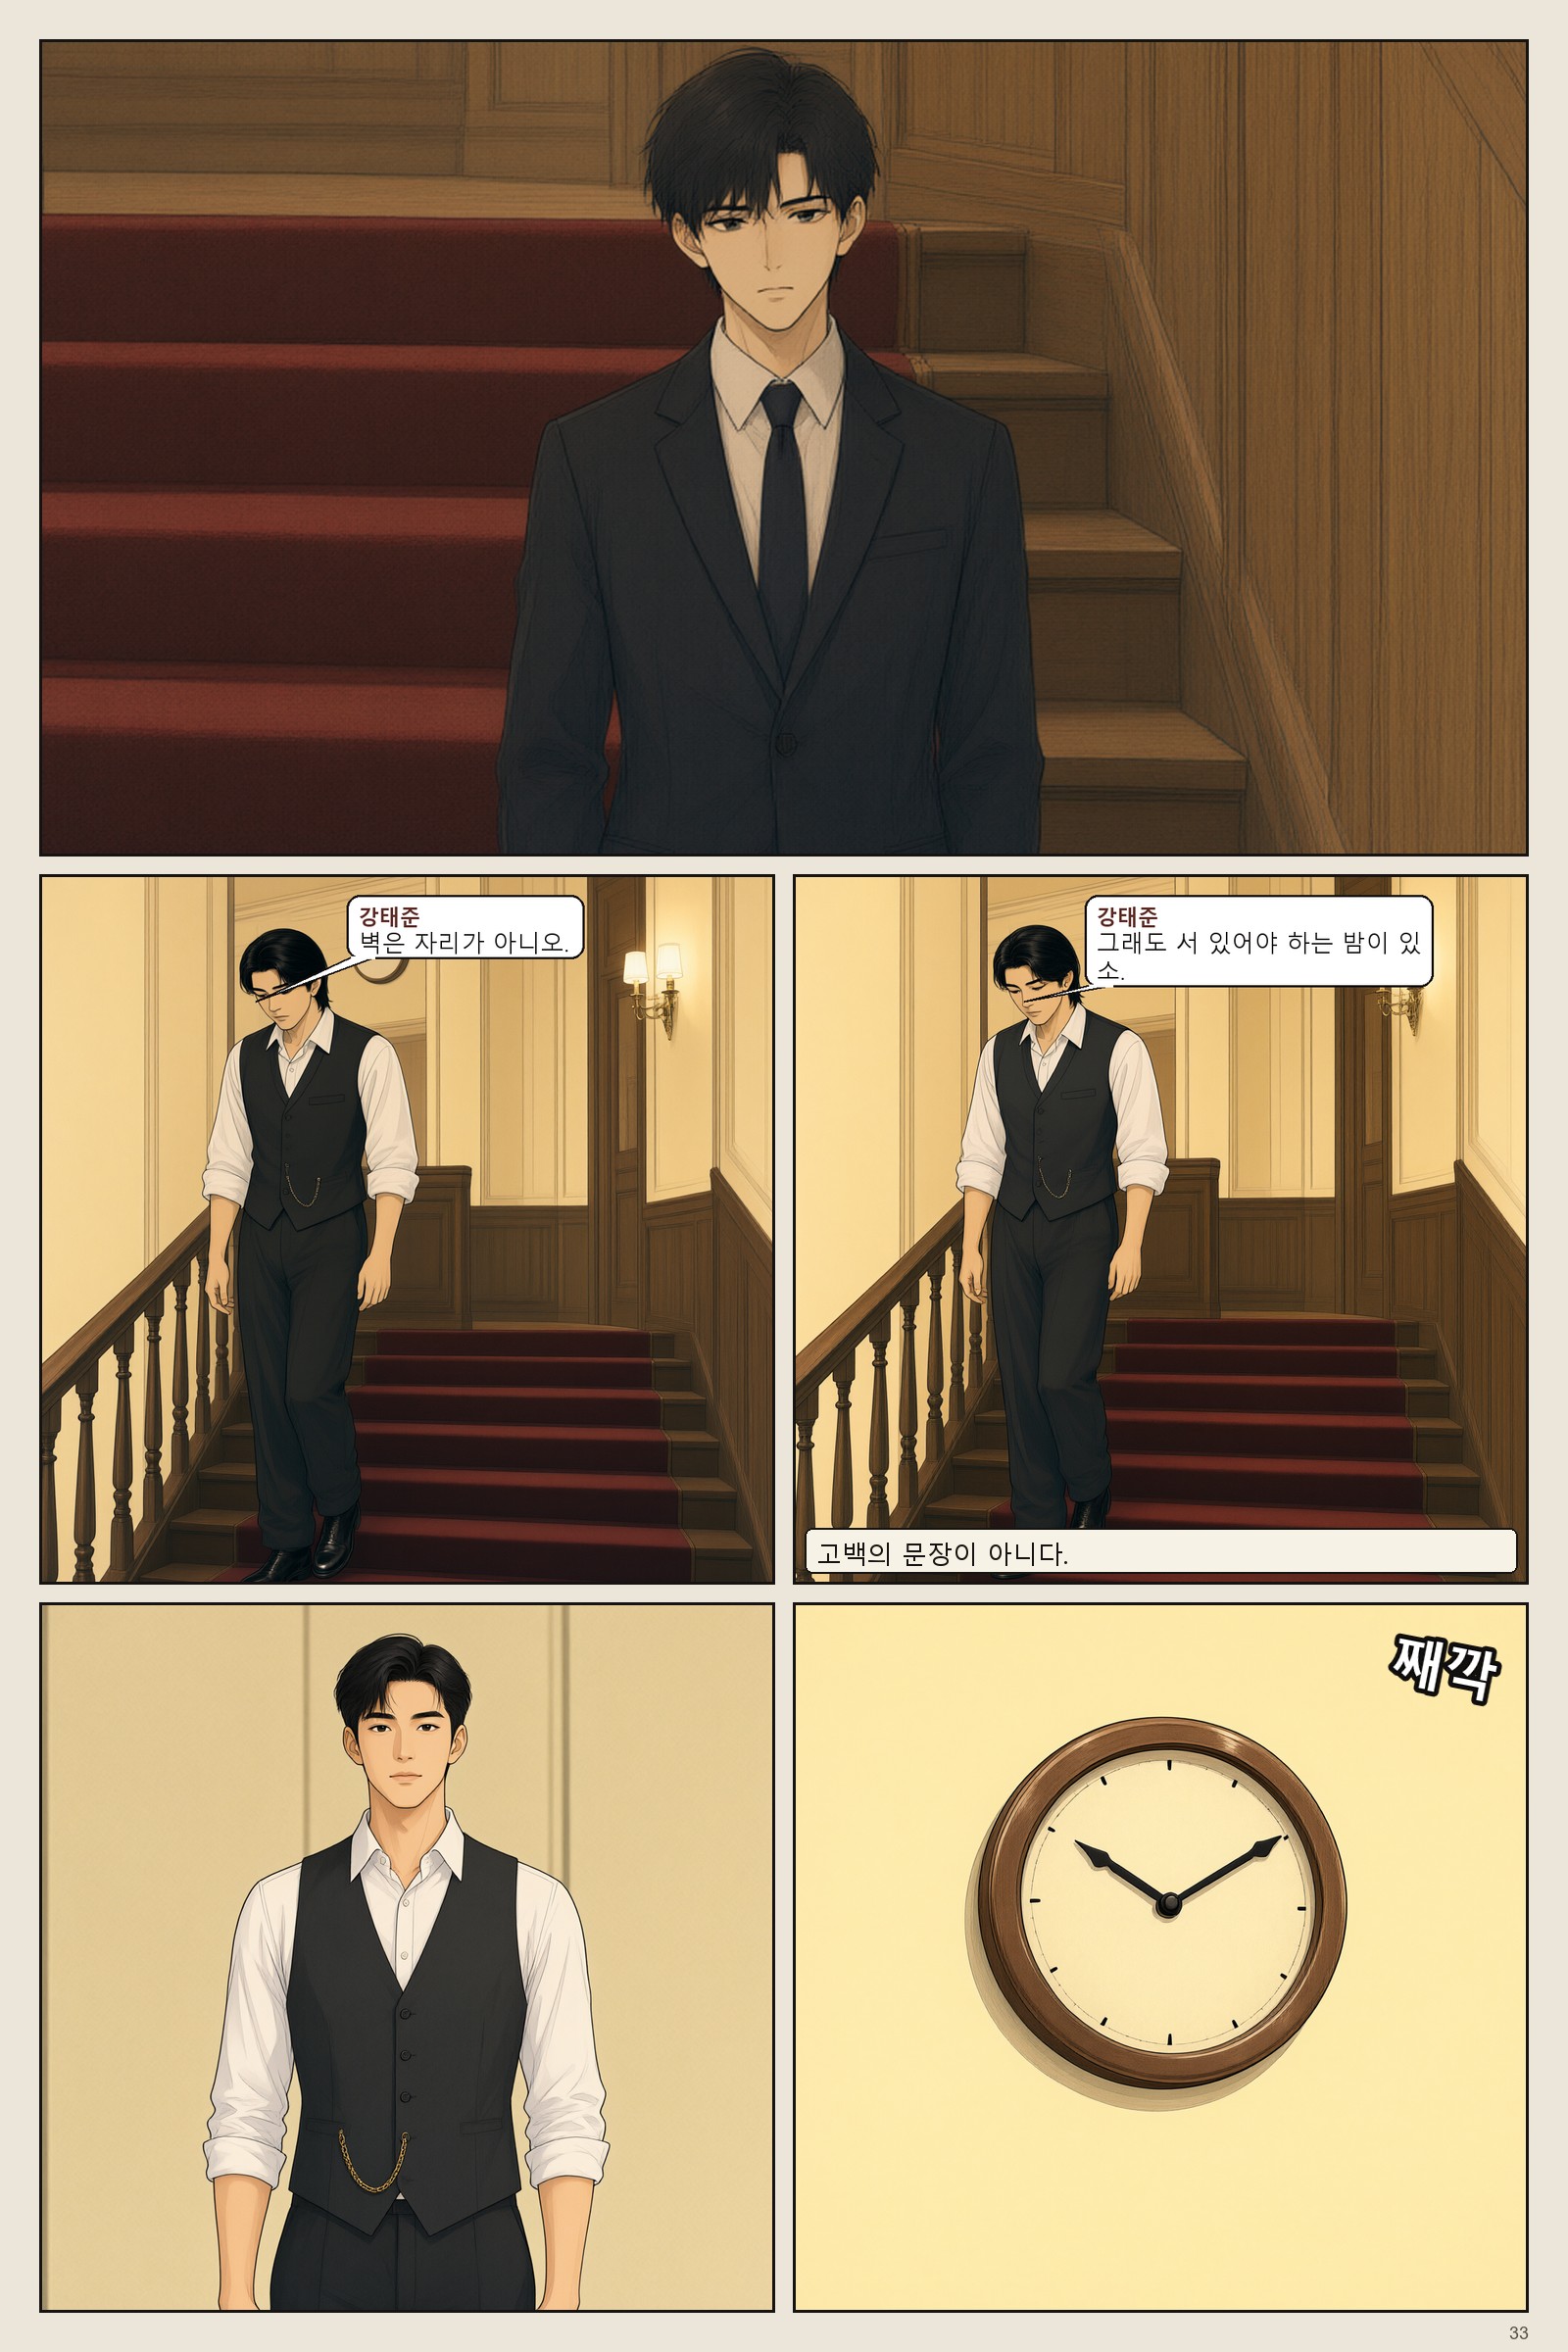 강태준
벽은 자리가 아니오.
강태준
그래도 서 있어야 하는 밤이 있
소.
고백의 문장이 아니다.
째깍
33